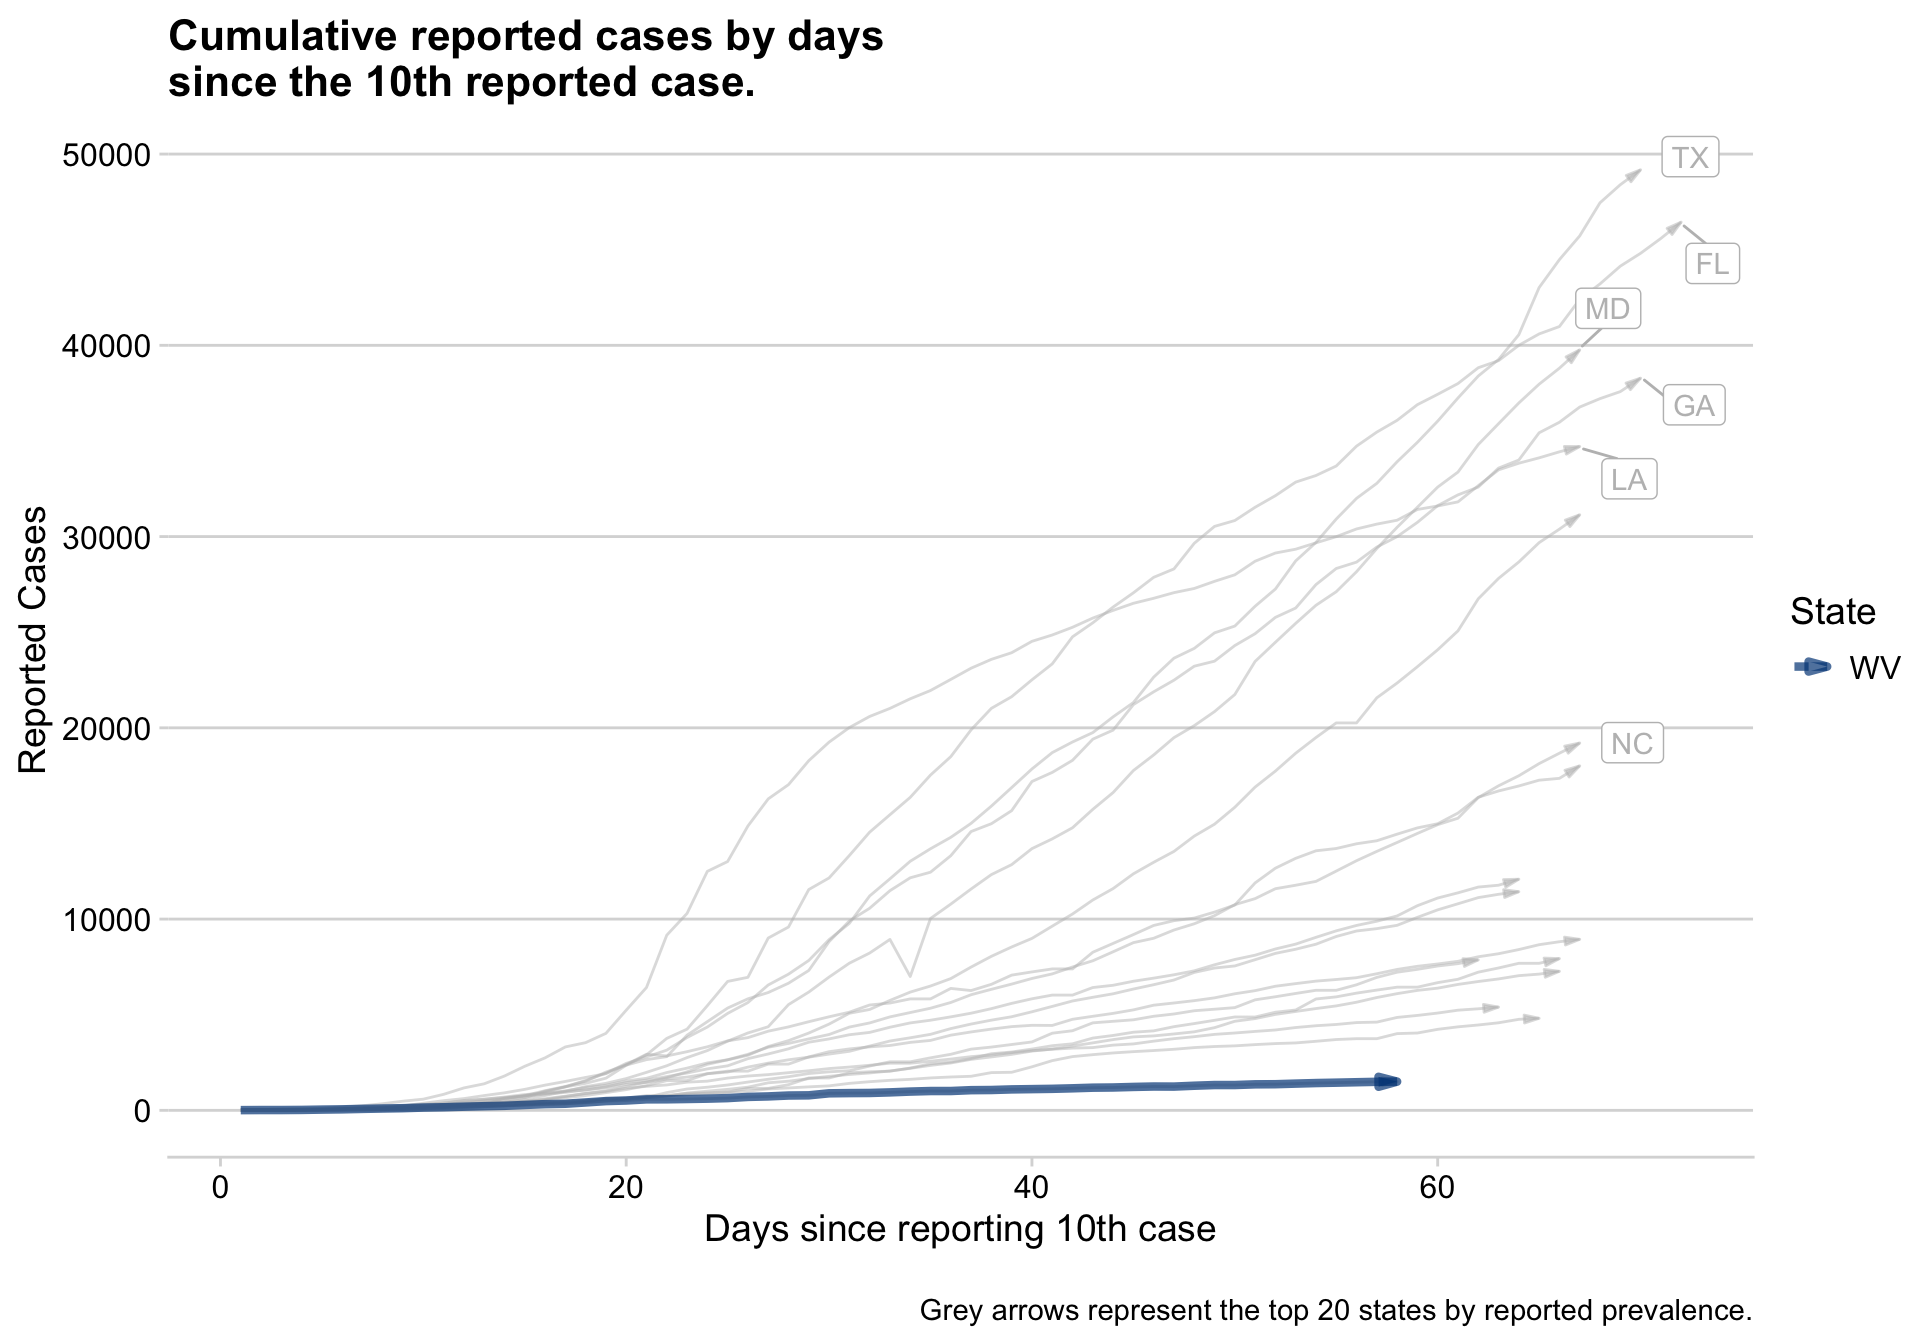 Cumulative reported cases by days
since the 10th reported case.
50000
40000
30000
20000
10000
0
Reported Cases
TX
FL
MD
GA
LA
NC
State
WV
0 20 40 60
Days since reporting 10th case
Grey arrows represent the top 20 states by reported prevalence.